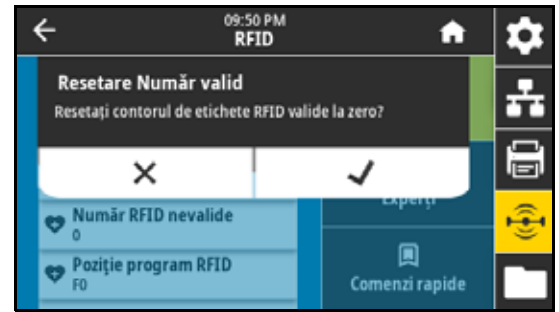 09:50 PM
RFID
Resetare Număr valid
Resetați contorul de etichete RFID valide la zero?
Experți
Număr RFID nevalide
0
Poziție program RFID
F0
Comenzi rapide